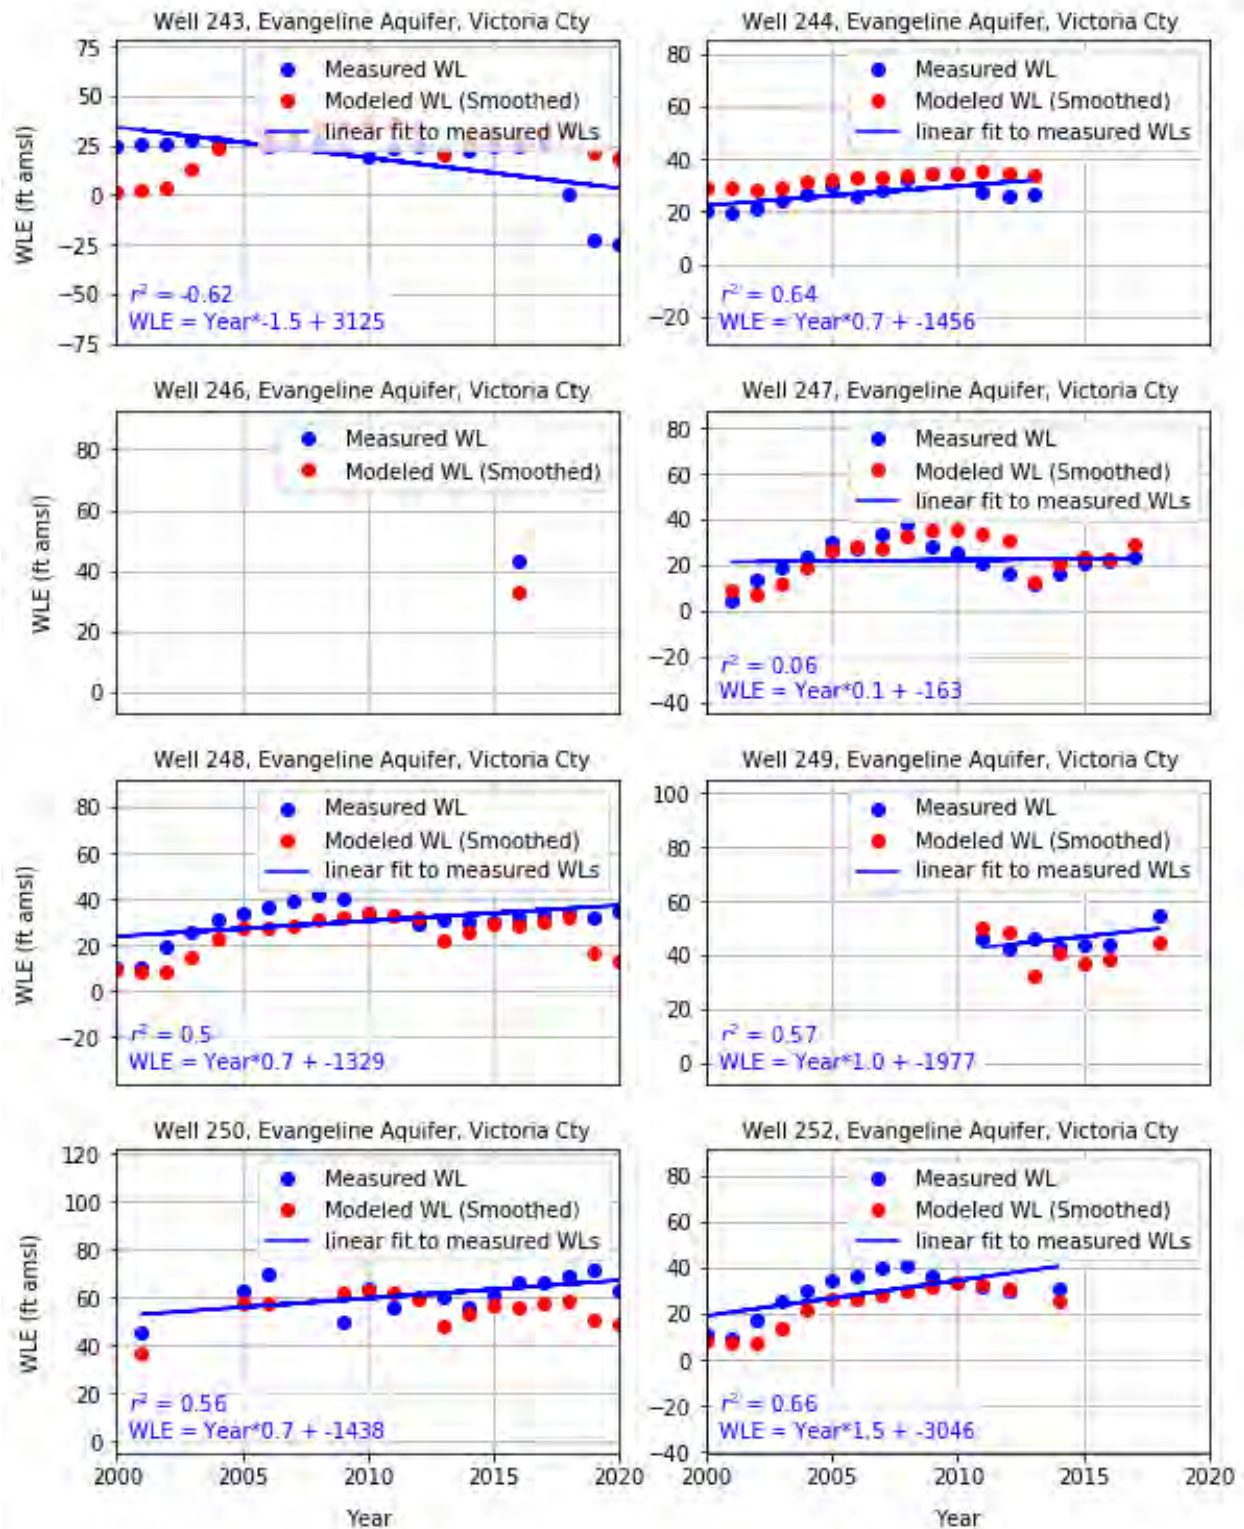 Well 243, Evangeline Aquifer, Victoria Cty
75
50
25
0
−25
−50
−75
WLE (ft amsl)
Measured WL
Modeled WL (Smoothed)
linear fit to measured WLs
r² = -0.62
WLE = Year*-1.5 + 3125
Well 244, Evangeline Aquifer, Victoria Cty
80
60
40
20
0
−20
Measured WL
Modeled WL (Smoothed)
linear fit to measured WLs
r² = 0.64
WLE = Year*0.7 + -1456
Well 246, Evangeline Aquifer, Victoria Cty
80
60
40
20
0
WLE (ft amsl)
Measured WL
Modeled WL (Smoothed)
Well 247, Evangeline Aquifer, Victoria Cty
80
60
40
20
0
−20
−40
Measured WL
Modeled WL (Smoothed)
linear fit to measured WLs
r² = 0.06
WLE = Year*0.1 + -163
Well 248, Evangeline Aquifer, Victoria Cty
80
60
40
20
0
−20
WLE (ft amsl)
Measured WL
Modeled WL (Smoothed)
linear fit to measured WLs
r² = 0.5
WLE = Year*0.7 + -1329
Well 249, Evangeline Aquifer, Victoria Cty
100
80
60
40
20
0
Measured WL
Modeled WL (Smoothed)
linear fit to measured WLs
r² = 0.57
WLE = Year*1.0 + -1977
Well 250, Evangeline Aquifer, Victoria Cty
120
100
80
60
40
20
0
WLE (ft amsl)
Measured WL
Modeled WL (Smoothed)
linear fit to measured WLs
r² = 0.56
WLE = Year*0.7 + -1438
2000 2005 2010 2015 2020
Year
Well 252, Evangeline Aquifer, Victoria Cty
80
60
40
20
0
−20
−40
Measured WL
Modeled WL (Smoothed)
linear fit to measured WLs
r² = 0.66
WLE = Year*1.5 + -3046
2000 2005 2010 2015 2020
Year